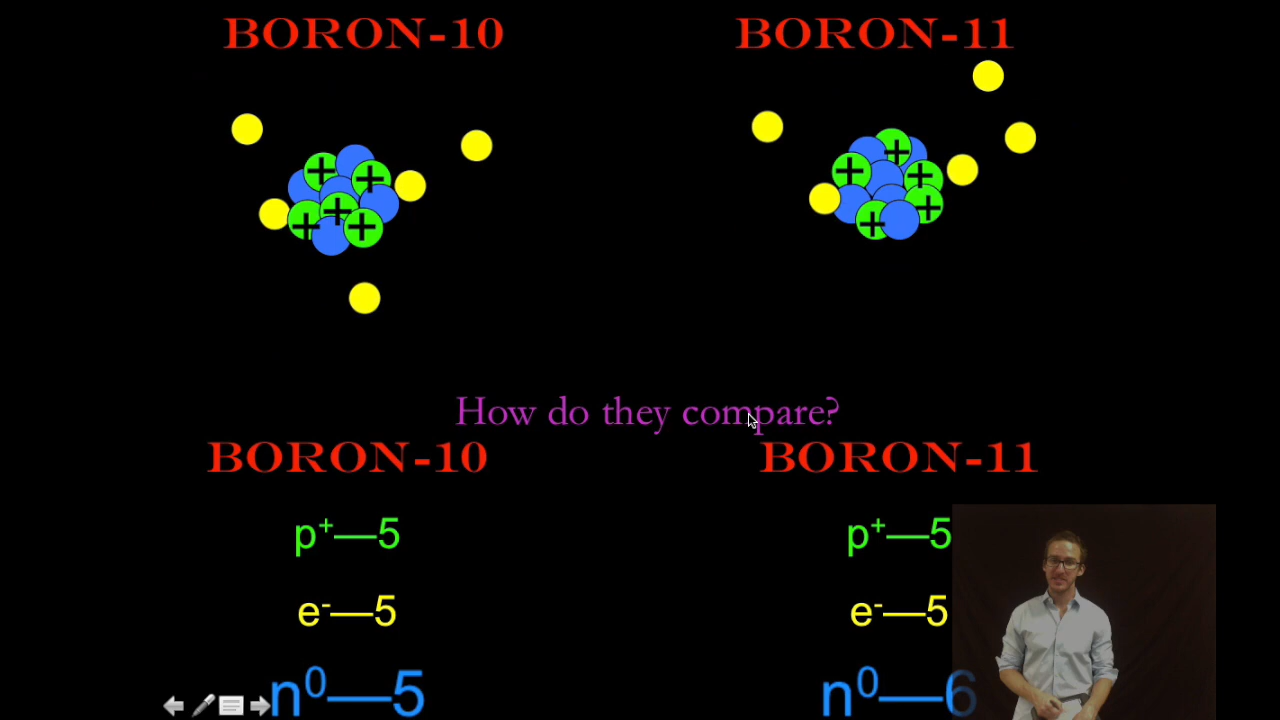 BORON-10 BORON-11
+ + + + +
+ + + + +
How do they compare?
BORON-10 BORON-11
p⁺—5 p⁺—5
e⁻—5 e⁻—5
n⁰—5 n⁰—6